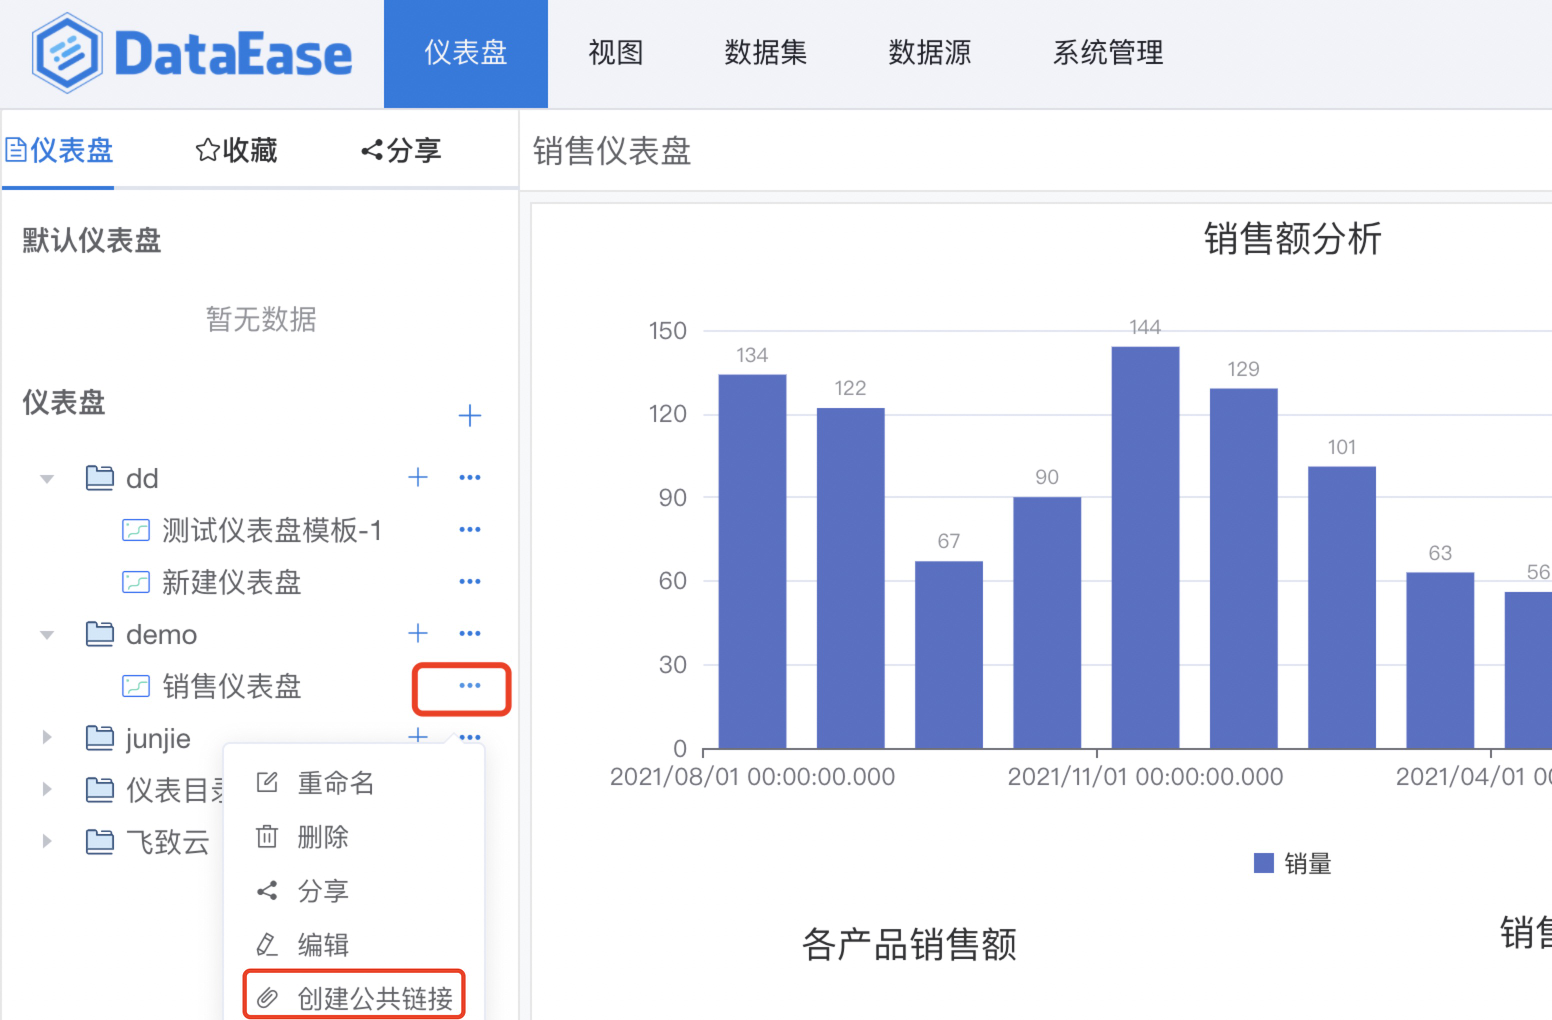 DataEase
仪表盘
视图
数据集
数据源
系统管理
仪表盘
收藏
分享
销售仪表盘
默认仪表盘
暂无数据
仪表盘
dd
测试仪表盘模板-1
新建仪表盘
demo
销售仪表盘
junjie
仪表目录
飞致云
重命名
删除
分享
编辑
创建公共链接
销售额分析
150
120
90
60
30
0
134
122
67
90
144
129
101
63
56
2021/08/01 00:00:00.000
2021/11/01 00:00:00.000
2021/04/01 00
销量
各产品销售额
销售